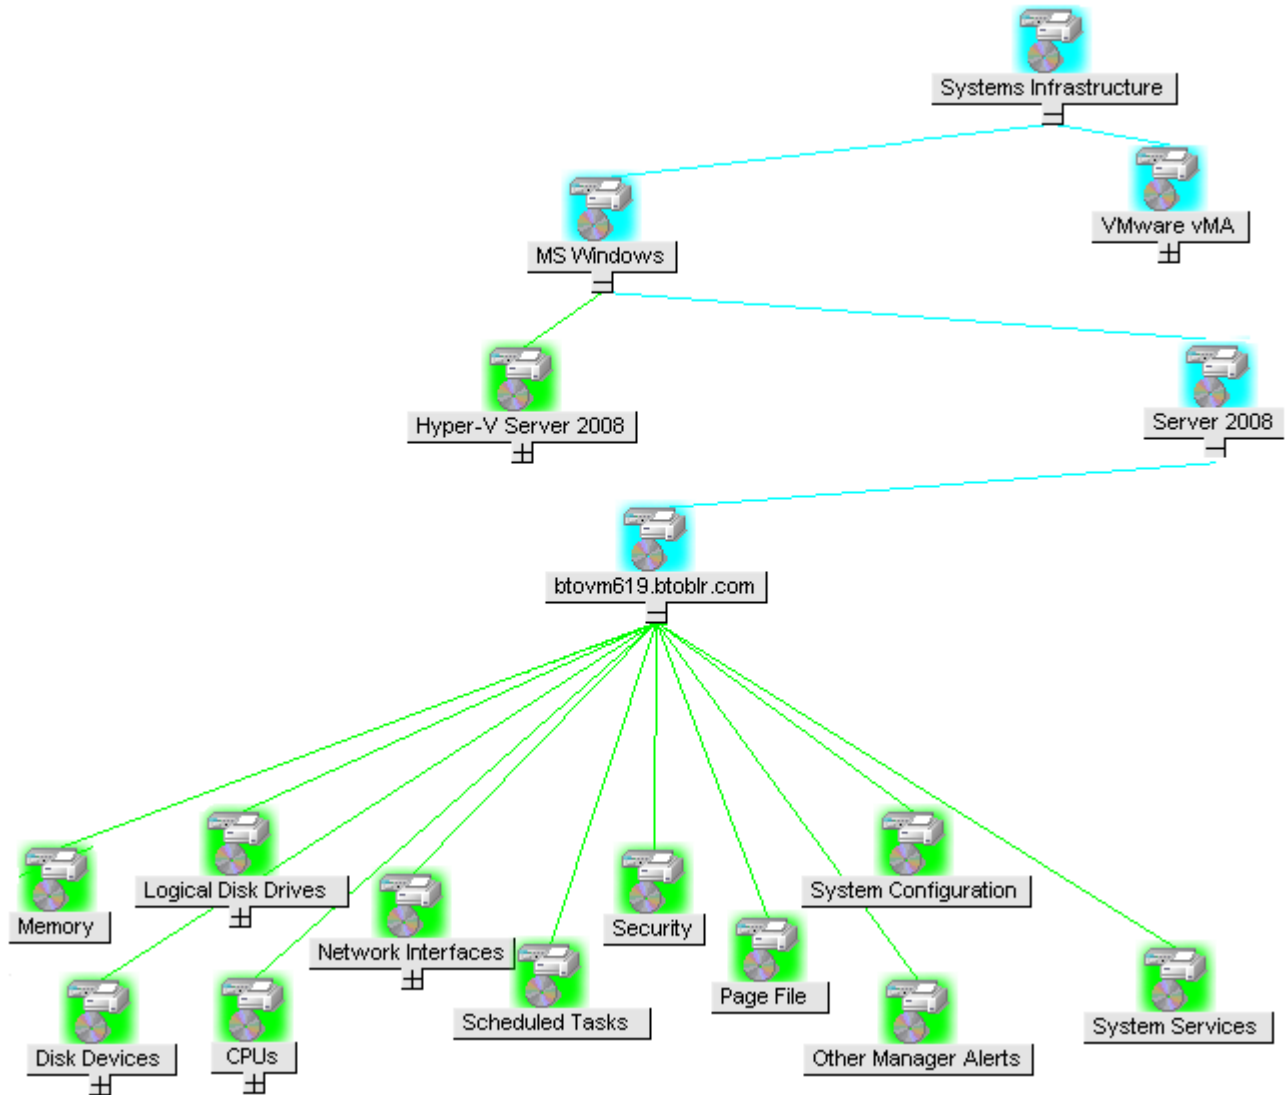 Systems Infrastructure
VMware vMA
MS Windows
Hyper-V Server 2008
Server 2008
btovm619.btoblr.com
Memory
Logical Disk Drives
Network Interfaces
Security
System Configuration
Disk Devices
CPUs
Scheduled Tasks
Page File
Other Manager Alerts
System Services